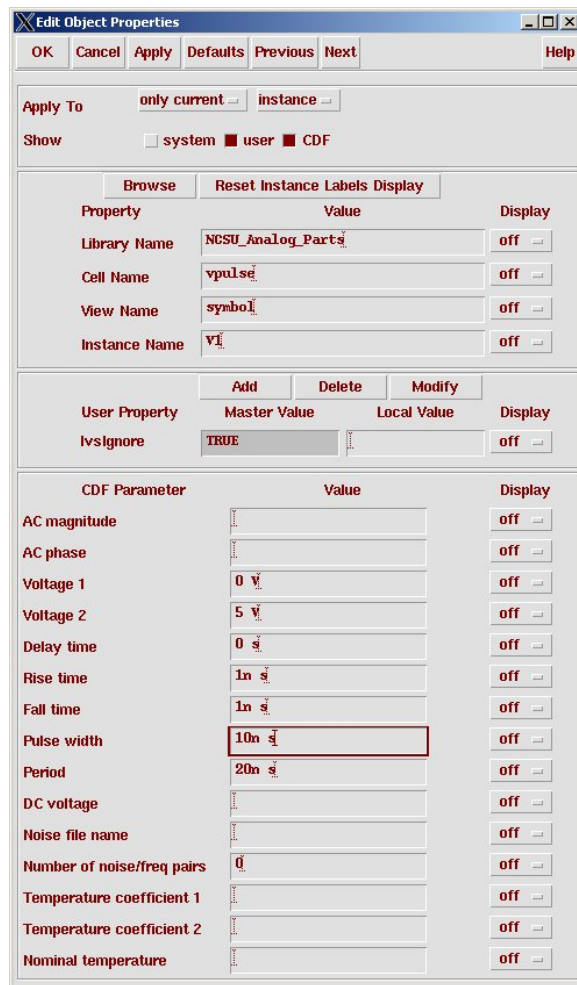 Edit Object Properties
OK Cancel Apply Defaults Previous Next Help
Apply To only current instance
Show system user CDF
Browse Reset Instance Labels Display
Property Value Display
Library Name NCSU_Analog_Parts off
Cell Name vpulse off
View Name symbol off
Instance Name V1 off
Add Delete Modify
User Property Master Value Local Value Display
lvsIgnore TRUE off
CDF Parameter Value Display
AC magnitude off
AC phase off
Voltage 1 0 V off
Voltage 2 5 V off
Delay time 0 s off
Rise time 1n s off
Fall time 1n s off
Pulse width 10n s off
Period 20n s off
DC voltage off
Noise file name off
Number of noise/freq pairs 0 off
Temperature coefficient 1 off
Temperature coefficient 2 off
Nominal temperature off